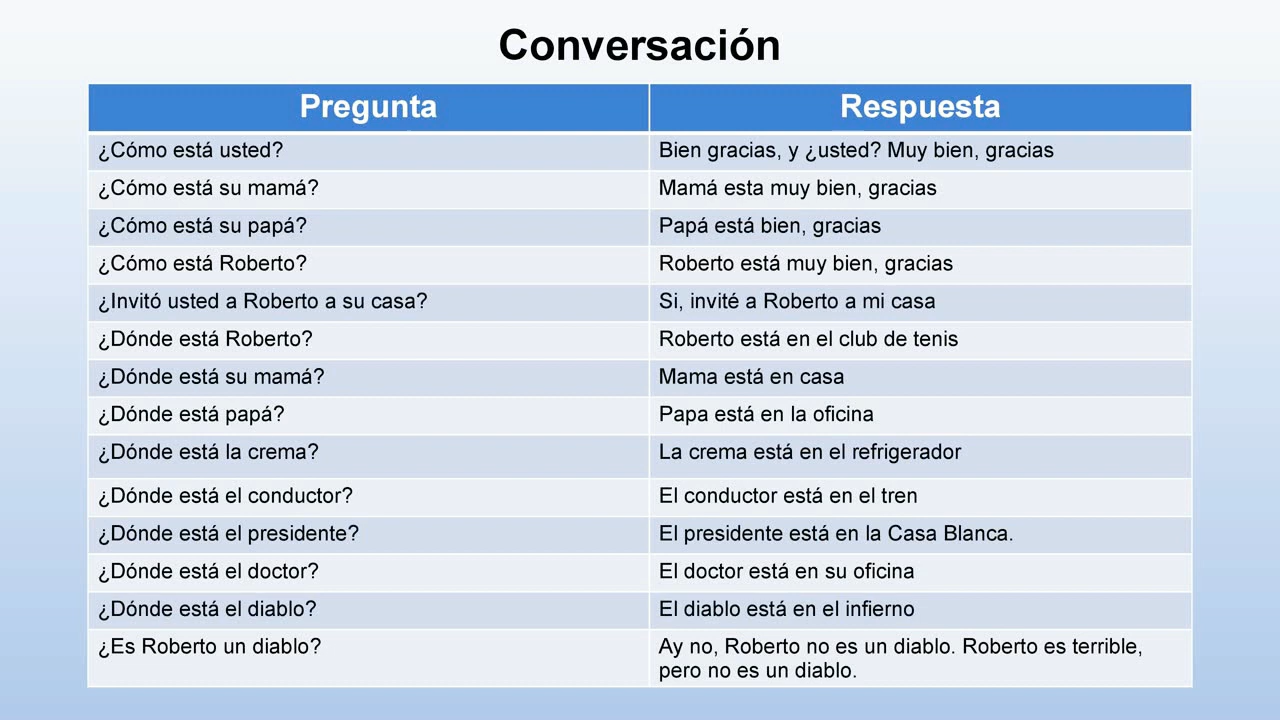 Conversación
Pregunta
Respuesta
¿Cómo está usted?
Bien gracias, y ¿usted? Muy bien, gracias
¿Cómo está su mamá?
Mamá esta muy bien, gracias
¿Cómo está su papá?
Papá está bien, gracias
¿Cómo está Roberto?
Roberto está muy bien, gracias
¿Invitó usted a Roberto a su casa?
Si, invité a Roberto a mi casa
¿Dónde está Roberto?
Roberto está en el club de tenis
¿Dónde está su mamá?
Mama está en casa
¿Dónde está papá?
Papa está en la oficina
¿Dónde está la crema?
La crema está en el refrigerador
¿Dónde está el conductor?
El conductor está en el tren
¿Dónde está el presidente?
El presidente está en la Casa Blanca.
¿Dónde está el doctor?
El doctor está en su oficina
¿Dónde está el diablo?
El diablo está en el infierno
¿Es Roberto un diablo?
Ay no, Roberto no es un diablo. Roberto es terrible,
pero no es un diablo.